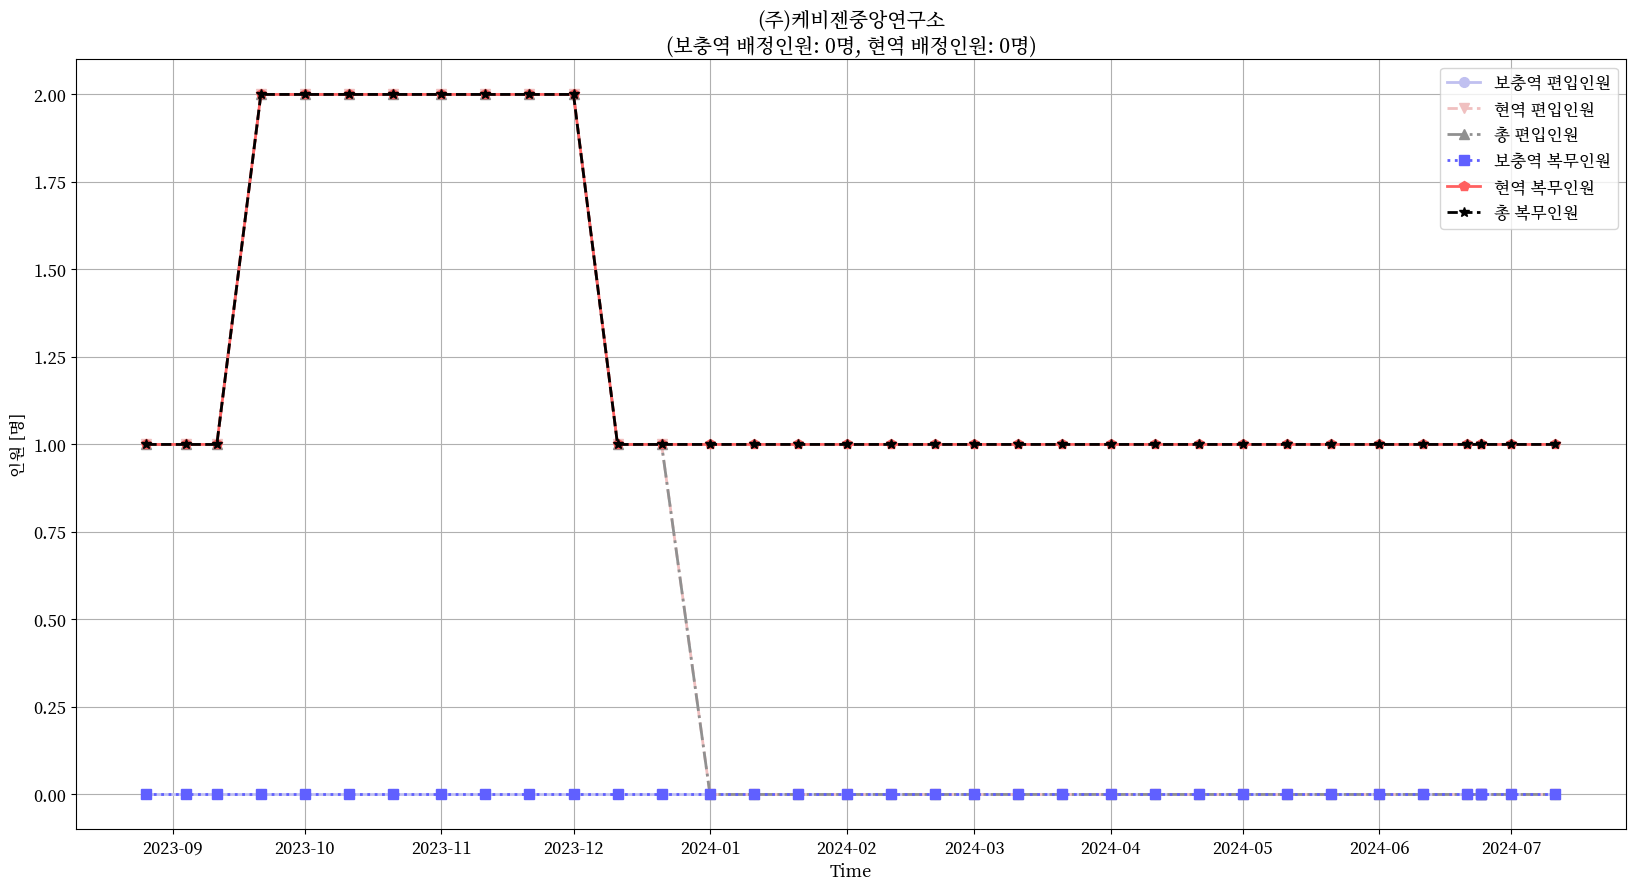 (주)케비젠중앙연구소
(보충역 배정인원: 0명, 현역 배정인원: 0명)
보충역 편입인원
현역 편입인원
총 편입인원
보충역 복무인원
현역 복무인원
총 복무인원
2.00
1.75
1.50
1.25
1.00
0.75
0.50
0.25
0.00
인원 [명]
2023-09 2023-10 2023-11 2023-12 2024-01 2024-02 2024-03 2024-04 2024-05 2024-06 2024-07
Time